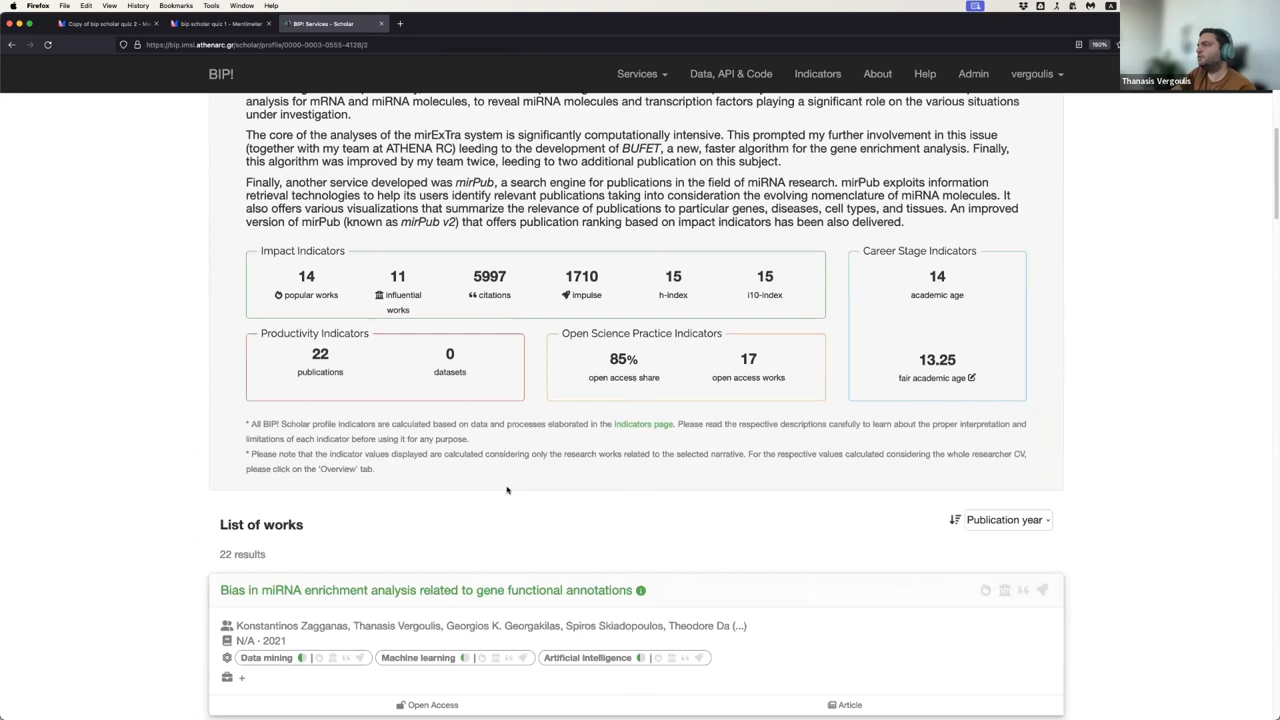 Firefox File Edit View History Bookmarks Tools Window Help
Copy of bip scholar quiz 2 - Me
bip scholar quiz 1 - Mentimeter
BIP! Services - Scholar
https://bip.imsi.athenarc.gr/scholar/profile/0000-0003-0555-4128/2
150%
BIP!
Services
Data, API & Code
Indicators
About
Help
Admin
vergoulis
Thanasis Vergoulis
analysis for mRNA and miRNA molecules, to reveal miRNA molecules and transcription factors playing a significant role on the various situations
under investigation.
The core of the analyses of the mirExTra system is significantly computationally intensive. This prompted my further involvement in this issue
(together with my team at ATHENA RC) leading to the development of BUFET, a new, faster algorithm for the gene enrichment analysis. Finally,
this algorithm was improved by my team twice, leading to two additional publication on this subject.
Finally, another service developed was mirPub, a search engine for publications in the field of miRNA research. mirPub exploits information
retrieval technologies to help its users identify relevant publications taking into consideration the evolving nomenclature of miRNA molecules. It
also offers various visualizations that summarize the relevance of publications to particular genes, diseases, cell types, and tissues. An improved
version of mirPub (known as mirPub v2) that offers publication ranking based on impact indicators has been also delivered.
Impact Indicators
14 11 5997 1710 15 15
popular works influential citations impulse h-index i10-index
works
Career Stage Indicators
14
academic age
13.25
fair academic age
Productivity Indicators
22 0
publications datasets
Open Science Practice Indicators
85% 17
open access share open access works
* All BIP! Scholar profile indicators are calculated based on data and processes elaborated in the Indicators page. Please read the respective descriptions carefully to learn about the proper interpretation and
limitations of each indicator before using it for any purpose.
* Please note that the indicator values displayed are calculated considering only the research works related to the selected narrative. For the respective values calculated considering the whole researcher CV,
please click on the 'Overview' tab.
List of works
Publication year
22 results
Bias in miRNA enrichment analysis related to gene functional annotations
Konstantinos Zagganas, Thanasis Vergoulis, Georgios K. Georgakilas, Spiros Skiadopoulos, Theodore Da (...)
N/A · 2021
Data mining | Machine learning | Artificial intelligence |
+
Open Access
Article